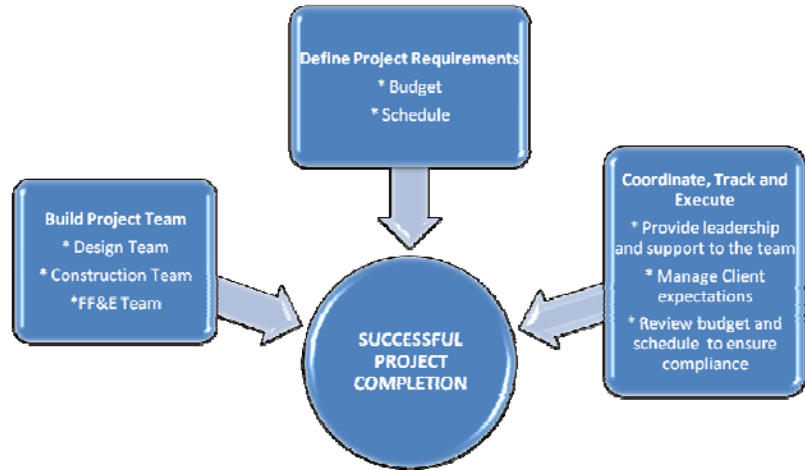 Define Project Requirements
* Budget
* Schedule
Build Project Team
* Design Team
* Construction Team
*FF&E Team
Coordinate, Track and
Execute
* Provide leadership
and support to the team
* Manage Client
expectations
* Review budget and
schedule to ensure
compliance
SUCCESSFUL
PROJECT
COMPLETION